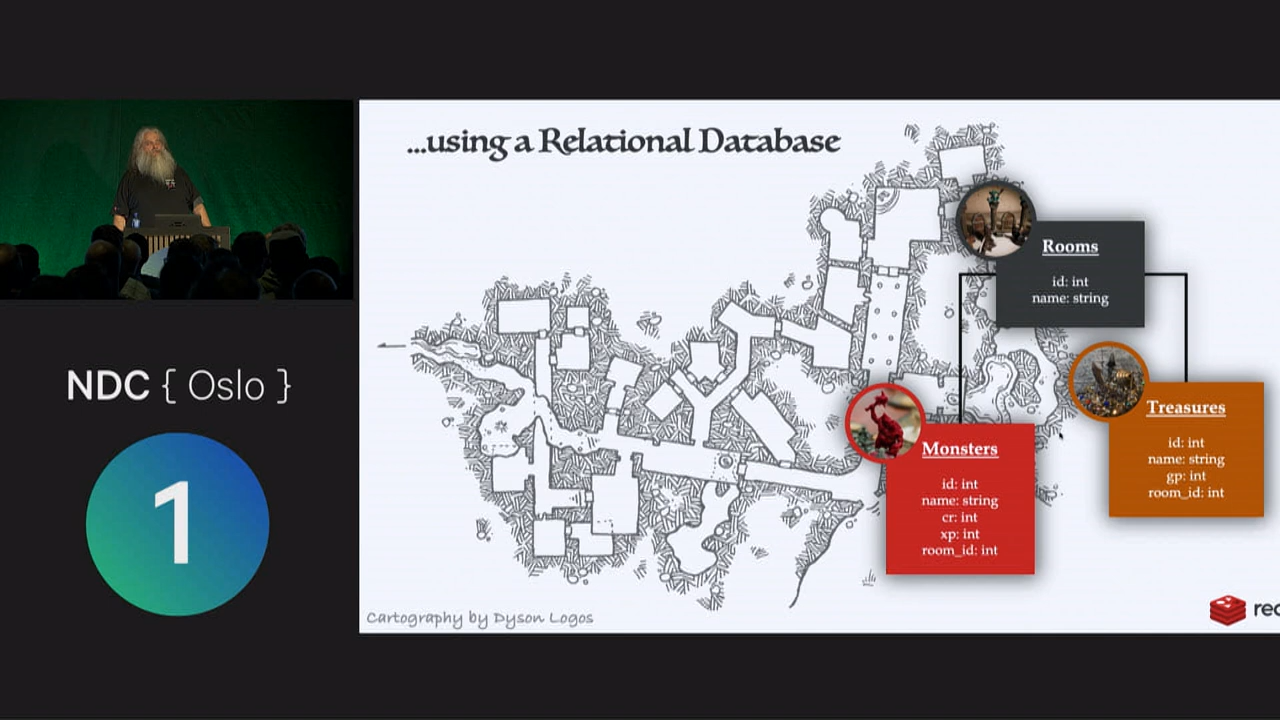 ...using a Relational Database
Rooms
id: int
name: string
Treasures
id: int
name: string
gp: int
room_id: int
Monsters
id: int
name: string
cr: int
xp: int
room_id: int
NDC { Oslo }
1
Cartography by Dyson Logos